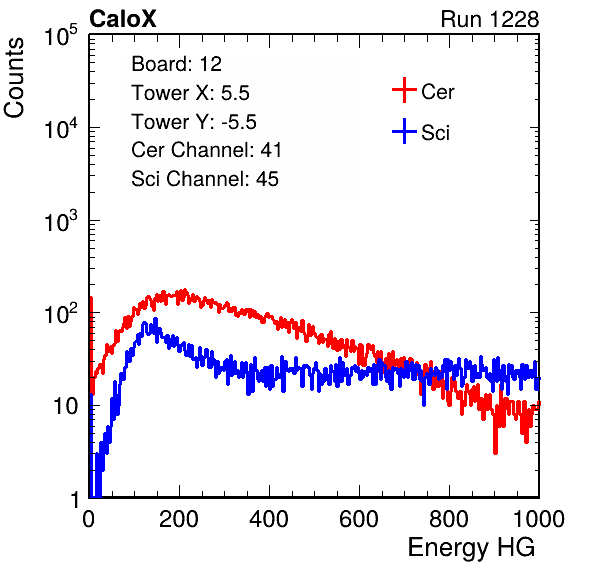 CaloX Run 1228
Counts
10^5
10^4
10^3
10^2
10
1
Board: 12
Tower X: 5.5
Tower Y: -5.5
Cer Channel: 41
Sci Channel: 45
Cer
Sci
0 200 400 600 800 1000
Energy HG